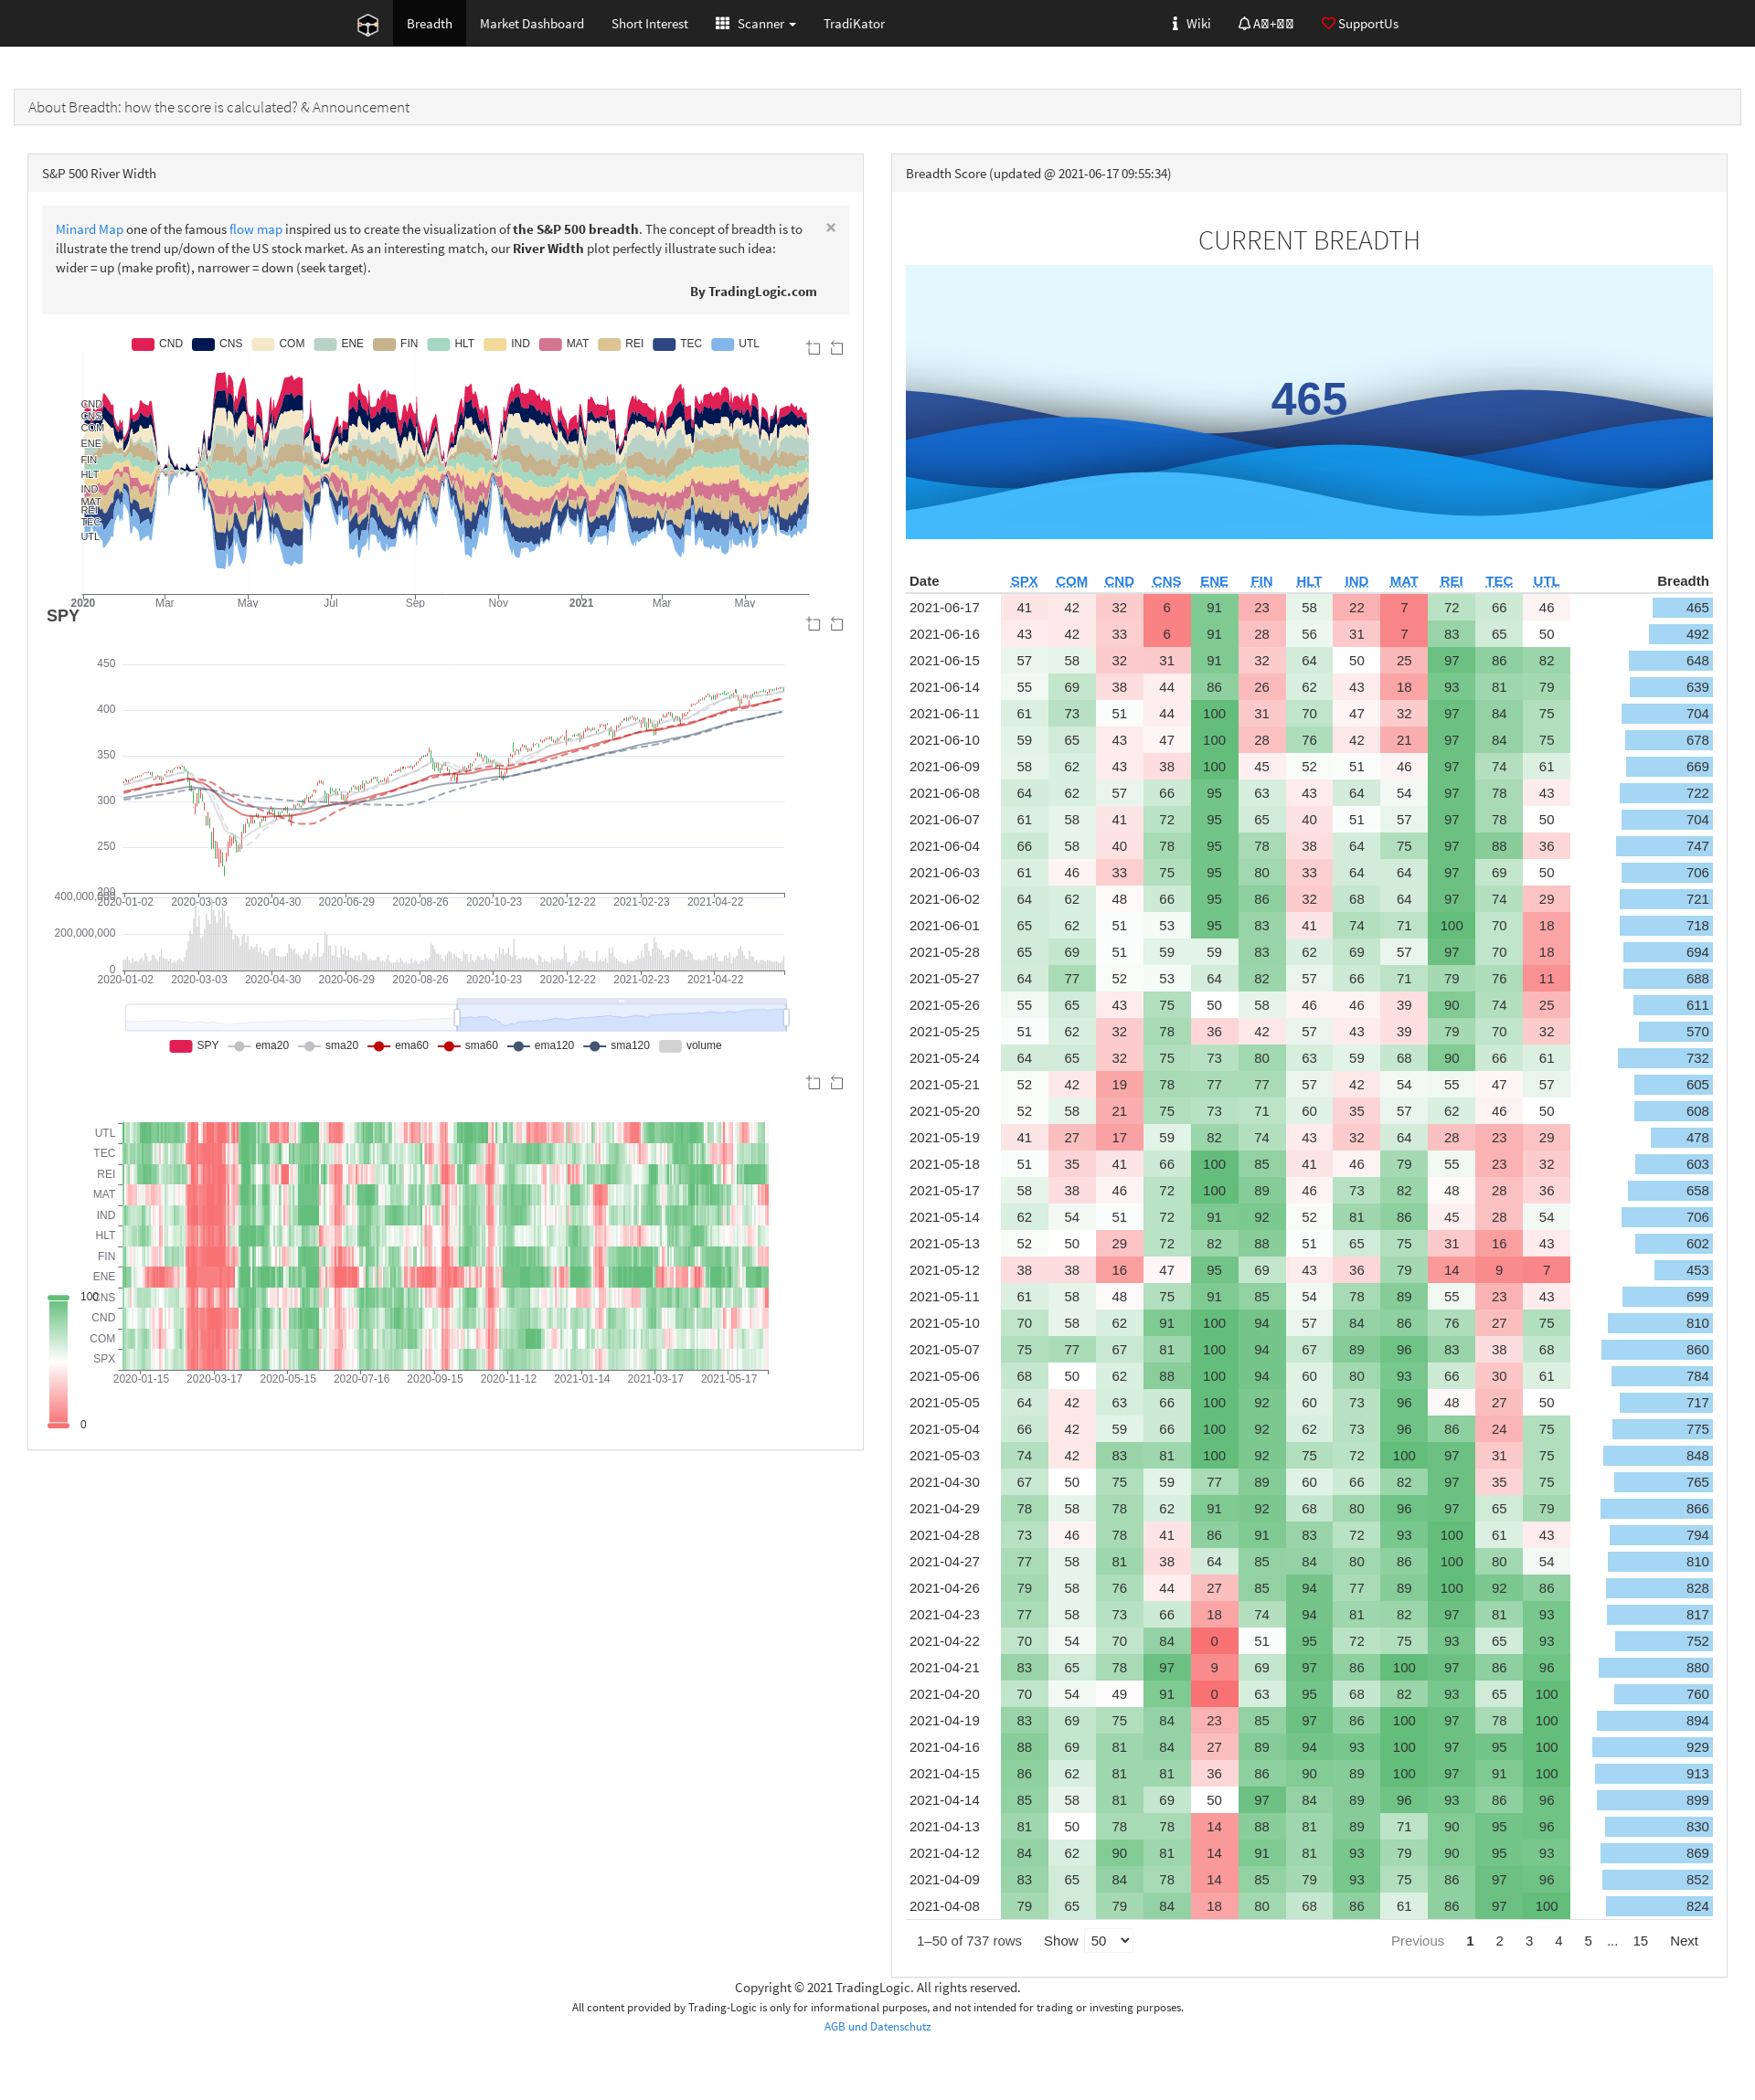 Breadth Market Dashboard Short Interest Scanner TradiKator Wiki SupportUs
About Breadth: how the score is calculated? & Announcement
S&P 500 River Width
Minard Map one of the famous flow map inspired us to create the visualization of the S&P 500 breadth. The concept of breadth is to
illustrate the trend up/down of the US stock market. As an interesting match, our River Width plot perfectly illustrate such idea:
wider = up (make profit), narrower = down (seek target).
×
By TradingLogic.com
CND CNS COM ENE FIN HLT IND MAT REI TEC UTL
CND
CNS
COM
ENE
FIN
HLT
IND
MAT
REI
TEC
UTL
2020 Mar May Jul Sep Nov 2021 Mar May
SPY
450
400
350
300
250
200
2020-01-02 2020-03-03 2020-04-30 2020-06-29 2020-08-26 2020-10-23 2020-12-22 2021-02-23 2021-04-22
400,000,000
200,000,000
0
2020-01-02 2020-03-03 2020-04-30 2020-06-29 2020-08-26 2020-10-23 2020-12-22 2021-02-23 2021-04-22
SPY ema20 sma20 ema60 sma60 ema120 sma120 volume
UTL
TEC
REI
MAT
IND
HLT
FIN
ENE
CNS
CND
COM
SPX
100
0
2020-01-15 2020-03-17 2020-05-15 2020-07-16 2020-09-15 2020-11-12 2021-01-14 2021-03-17 2021-05-17
Breadth Score (updated @ 2021-06-17 09:55:34)
CURRENT BREADTH
465
Date SPX COM CND CNS ENE FIN HLT IND MAT REI TEC UTL Breadth
2021-06-17 41 42 32 6 91 23 58 22 7 72 66 46 465
2021-06-16 43 42 33 6 91 28 56 31 7 83 65 50 492
2021-06-15 57 58 32 31 91 32 64 50 25 97 86 82 648
2021-06-14 55 69 38 44 86 26 62 43 18 93 81 79 639
2021-06-11 61 73 51 44 100 31 70 47 32 97 84 75 704
2021-06-10 59 65 43 47 100 28 76 42 21 97 84 75 678
2021-06-09 58 62 43 38 100 45 52 51 46 97 74 61 669
2021-06-08 64 62 57 66 95 63 43 64 54 97 78 43 722
2021-06-07 61 58 41 72 95 65 40 51 57 97 78 50 704
2021-06-04 66 58 40 78 95 78 38 64 75 97 88 36 747
2021-06-03 61 46 33 75 95 80 33 64 64 97 69 50 706
2021-06-02 64 62 48 66 95 86 32 68 64 97 74 29 721
2021-06-01 65 62 51 53 95 83 41 74 71 100 70 18 718
2021-05-28 65 69 51 59 59 83 62 69 57 97 70 18 694
2021-05-27 64 77 52 53 64 82 57 66 71 79 76 11 688
2021-05-26 55 65 43 75 50 58 46 46 39 90 74 25 611
2021-05-25 51 62 32 78 36 42 57 43 39 79 70 32 570
2021-05-24 64 65 32 75 73 80 63 59 68 90 66 61 732
2021-05-21 52 42 19 78 77 77 57 42 54 55 47 57 605
2021-05-20 52 58 21 75 73 71 60 35 57 62 46 50 608
2021-05-19 41 27 17 59 82 74 43 32 64 28 23 29 478
2021-05-18 51 35 41 66 100 85 41 46 79 55 23 32 603
2021-05-17 58 38 46 72 100 89 46 73 82 48 28 36 658
2021-05-14 62 54 51 72 91 92 52 81 86 45 28 54 706
2021-05-13 52 50 29 72 82 88 51 65 75 31 16 43 602
2021-05-12 38 38 16 47 95 69 43 36 79 14 9 7 453
2021-05-11 61 58 48 75 91 85 54 78 89 55 23 43 699
2021-05-10 70 58 62 91 100 94 57 84 86 76 27 75 810
2021-05-07 75 77 67 81 100 94 67 89 96 83 38 68 860
2021-05-06 68 50 62 88 100 94 60 80 93 66 30 61 784
2021-05-05 64 42 63 66 100 92 60 73 96 48 27 50 717
2021-05-04 66 42 59 66 100 92 62 73 96 86 24 75 775
2021-05-03 74 42 83 81 100 92 75 72 100 97 31 75 848
2021-04-30 67 50 75 59 77 89 60 66 82 97 35 75 765
2021-04-29 78 58 78 62 91 92 68 80 96 97 65 79 866
2021-04-28 73 46 78 41 86 91 83 72 93 100 61 43 794
2021-04-27 77 58 81 38 64 85 84 80 86 100 80 54 810
2021-04-26 79 58 76 44 27 85 94 77 89 100 92 86 828
2021-04-23 77 58 73 66 18 74 94 81 82 97 81 93 817
2021-04-22 70 54 70 84 0 51 95 72 75 93 65 93 752
2021-04-21 83 65 78 97 9 69 97 86 100 97 86 96 880
2021-04-20 70 54 49 91 0 63 95 68 82 93 65 100 760
2021-04-19 83 69 75 84 23 85 97 86 100 97 78 100 894
2021-04-16 88 69 81 84 27 89 94 93 100 97 95 100 929
2021-04-15 86 62 81 81 36 86 90 89 100 97 91 100 913
2021-04-14 85 58 81 69 50 97 84 89 96 93 86 96 899
2021-04-13 81 50 78 78 14 88 81 89 71 90 95 96 830
2021-04-12 84 62 90 81 14 91 81 93 79 90 95 93 869
2021-04-09 83 65 84 78 14 85 79 93 75 86 97 96 852
2021-04-08 79 65 79 84 18 80 68 86 61 86 97 100 824
1–50 of 737 rows Show 50 Previous 1 2 3 4 5 ... 15 Next
Copyright © 2021 TradingLogic. All rights reserved.
All content provided by Trading-Logic is only for informational purposes, and not intended for trading or investing purposes.
AGB und Datenschutz